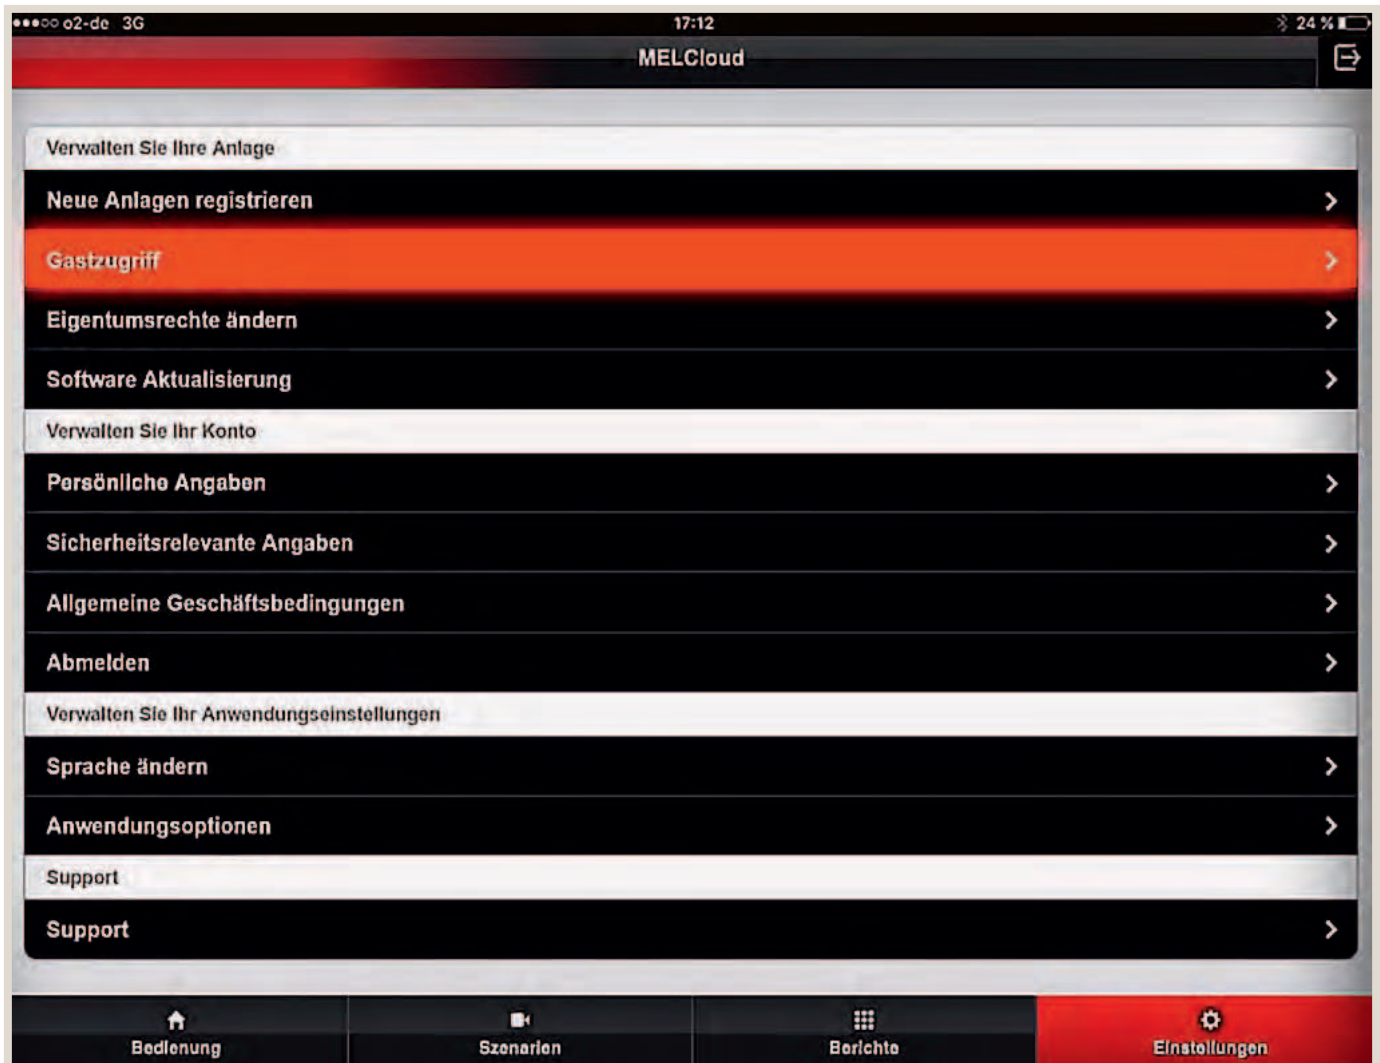 o2-de 3G 17:12 24 %
MELCloud
Verwalten Sie Ihre Anlage
Neue Anlagen registrieren
Gastzugriff
Eigentumsrechte ändern
Software Aktualisierung
Verwalten Sie Ihr Konto
Persönliche Angaben
Sicherheitsrelevante Angaben
Allgemeine Geschäftsbedingungen
Abmelden
Verwalten Sie Ihr Anwendungseinstellungen
Sprache ändern
Anwendungsoptionen
Support
Support
Bedienung Szenarien Berichte Einstellungen